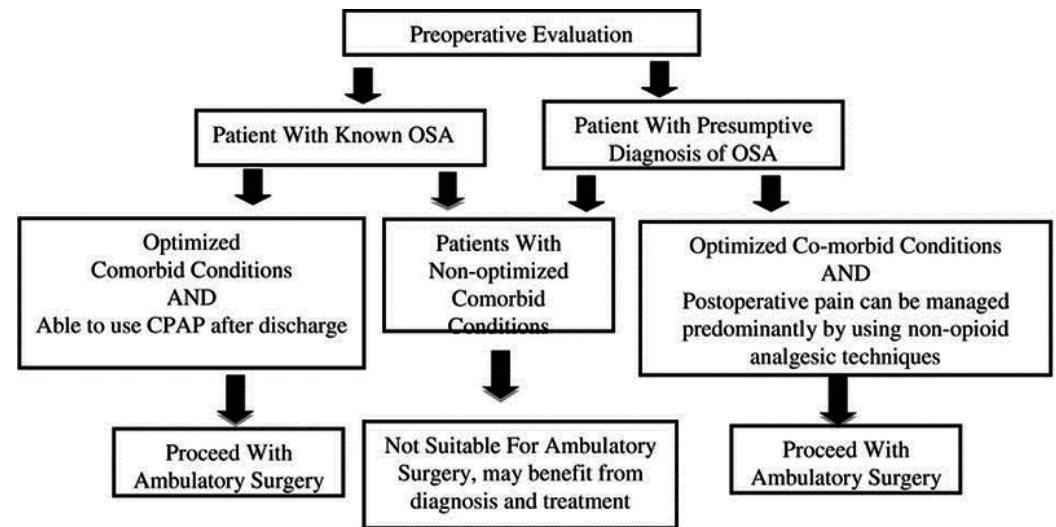 Preoperative Evaluation
Patient With Known OSA
Patient With Presumptive
Diagnosis of OSA
Optimized
Comorbid Conditions
AND
Able to use CPAP after discharge
Patients With
Non-optimized
Comorbid
Conditions
Optimized Co-morbid Conditions
AND
Postoperative pain can be managed
predominantly by using non-opioid
analgesic techniques
Proceed With
Ambulatory Surgery
Not Suitable For Ambulatory
Surgery, may benefit from
diagnosis and treatment
Proceed With
Ambulatory Surgery